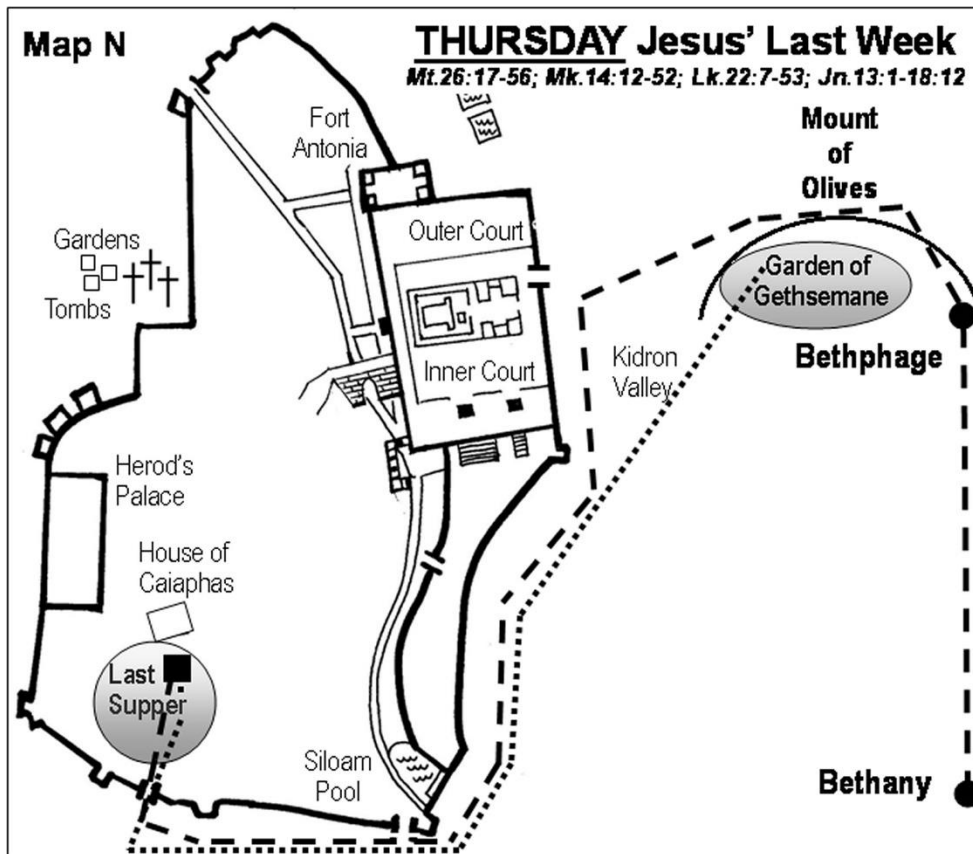 Map N
THURSDAY Jesus' Last Week
Mt.26:17-56; Mk.14:12-52; Lk.22:7-53; Jn.13:1-18:12
Fort
Antonia
Mount
of
Olives
Gardens
Tombs
Outer Court
Inner Court
Garden of
Gethsemane
Kidron
Valley
Bethphage
Herod's
Palace
House of
Caiaphas
Last
Supper
Siloam
Pool
Bethany